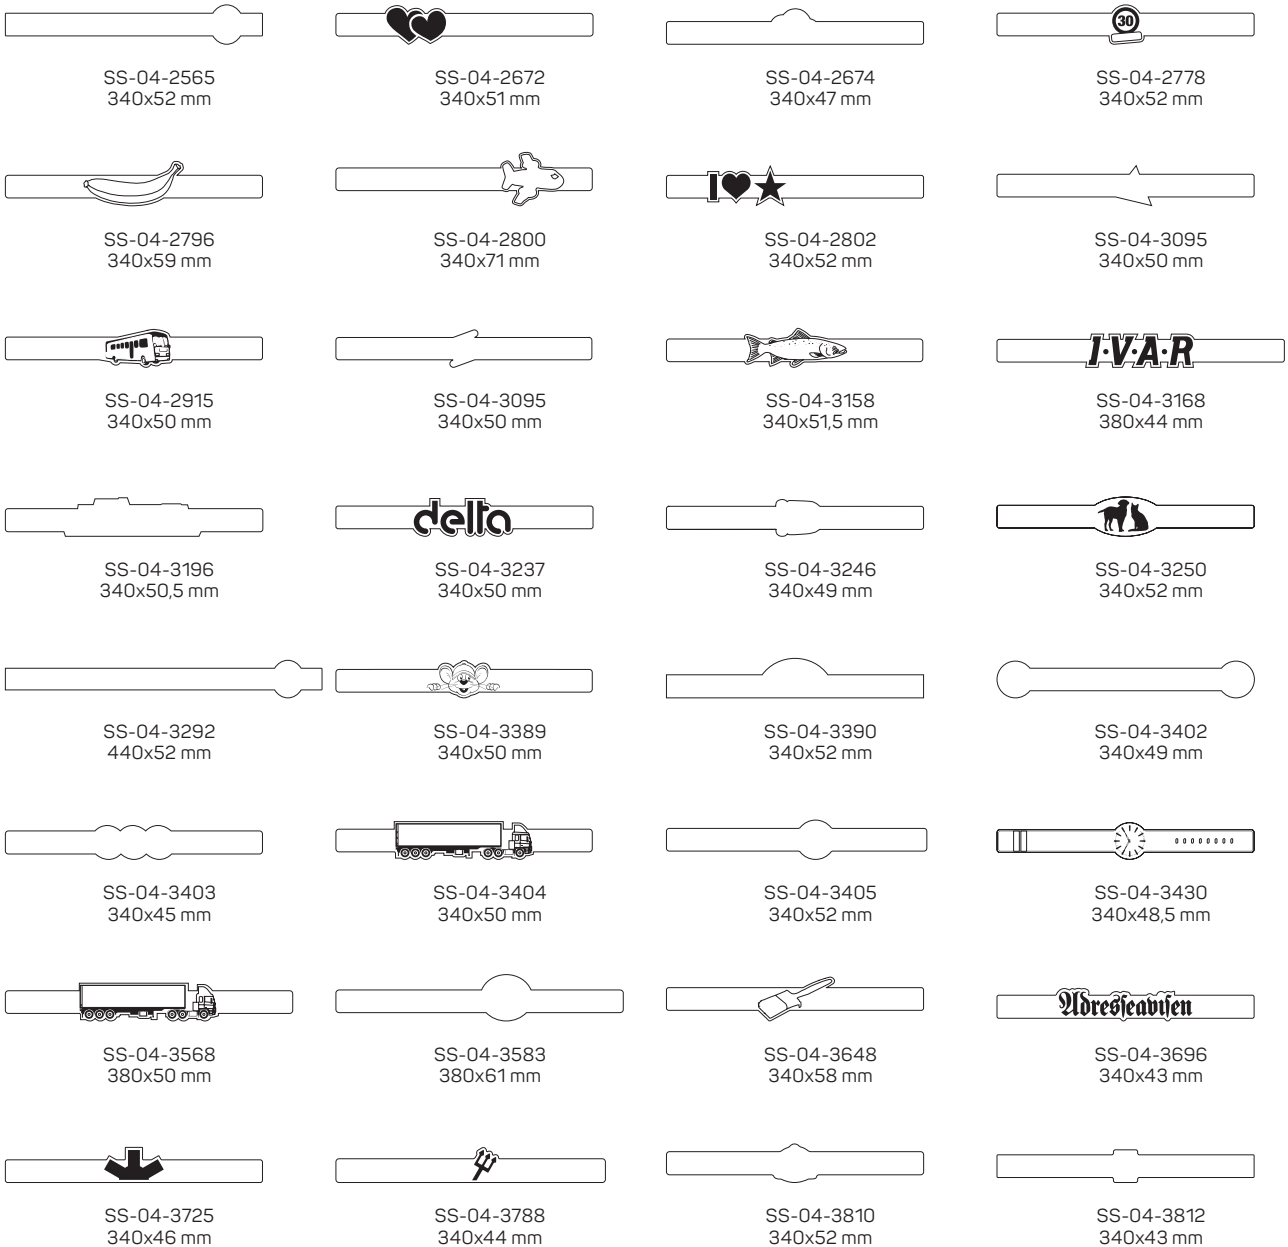 30
SS-04-2565
340x52 mm
SS-04-2672
340x51 mm
SS-04-2674
340x47 mm
SS-04-2778
340x52 mm
I
SS-04-2796
340x59 mm
SS-04-2800
340x71 mm
SS-04-2802
340x52 mm
SS-04-3095
340x50 mm
I·V·A·R
SS-04-2915
340x50 mm
SS-04-3095
340x50 mm
SS-04-3158
340x51,5 mm
SS-04-3168
380x44 mm
delta
SS-04-3196
340x50,5 mm
SS-04-3237
340x50 mm
SS-04-3246
340x49 mm
SS-04-3250
340x52 mm
SS-04-3292
440x52 mm
SS-04-3389
340x50 mm
SS-04-3390
340x52 mm
SS-04-3402
340x49 mm
SS-04-3403
340x45 mm
SS-04-3404
340x50 mm
SS-04-3405
340x52 mm
SS-04-3430
340x48,5 mm
Adresſeaviſen
SS-04-3568
380x50 mm
SS-04-3583
380x61 mm
SS-04-3648
340x58 mm
SS-04-3696
340x43 mm
SS-04-3725
340x46 mm
SS-04-3788
340x44 mm
SS-04-3810
340x52 mm
SS-04-3812
340x43 mm